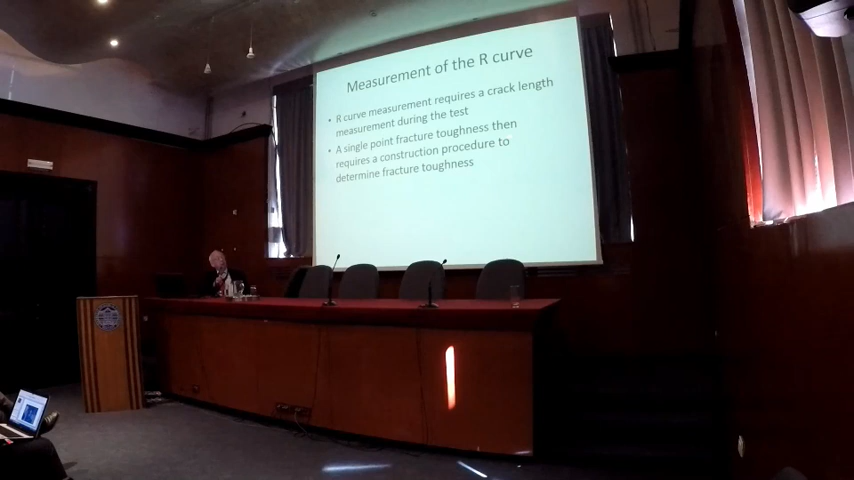 Measurement of the R curve
• R curve measurement requires a crack length
measurement during the test
• A single point fracture toughness then
requires a construction procedure to
determine fracture toughness